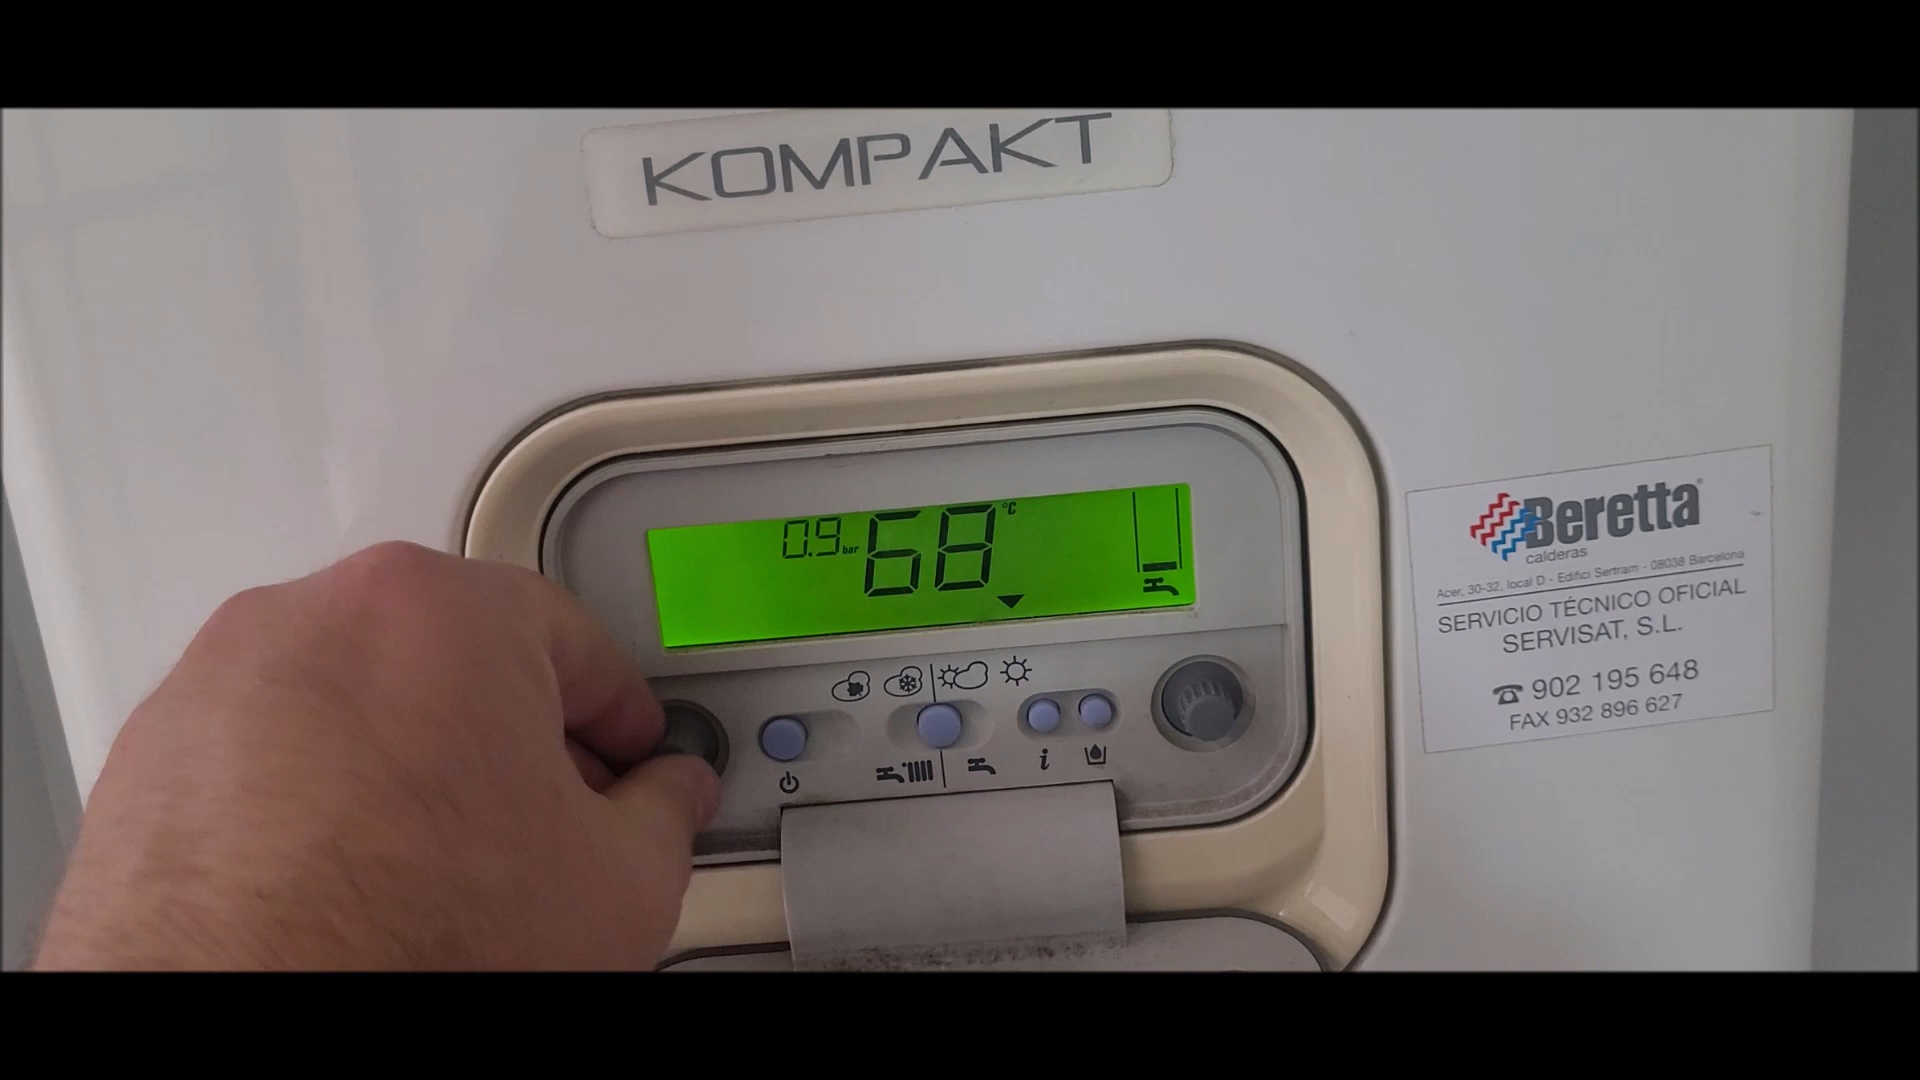 KOMPAKT
0.9 bar 68 °C
i
Beretta®
calderas
Acer, 30-32, local D - Edifici Sertram - 08038 Barcelona
SERVICIO TÉCNICO OFICIAL
SERVISAT, S.L.
☎ 902 195 648
FAX 932 896 627